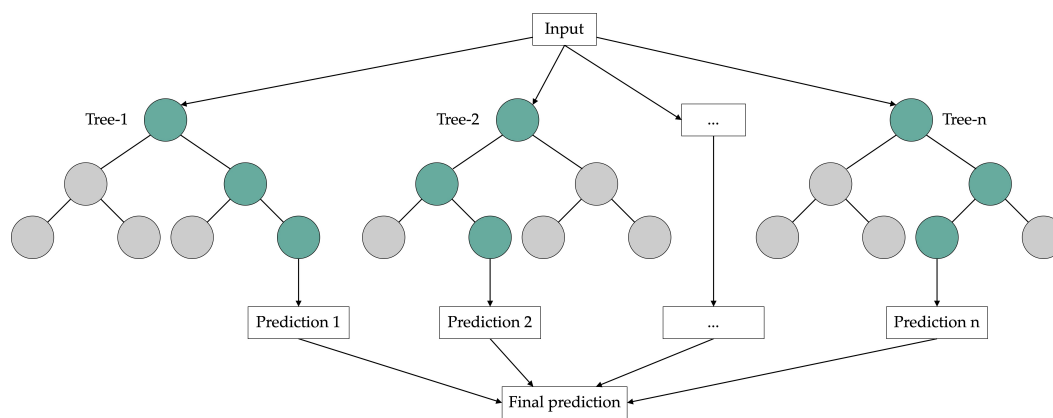 Input
Tree-1
Tree-2
...
Tree-n
Prediction 1
Prediction 2
...
Prediction n
Final prediction